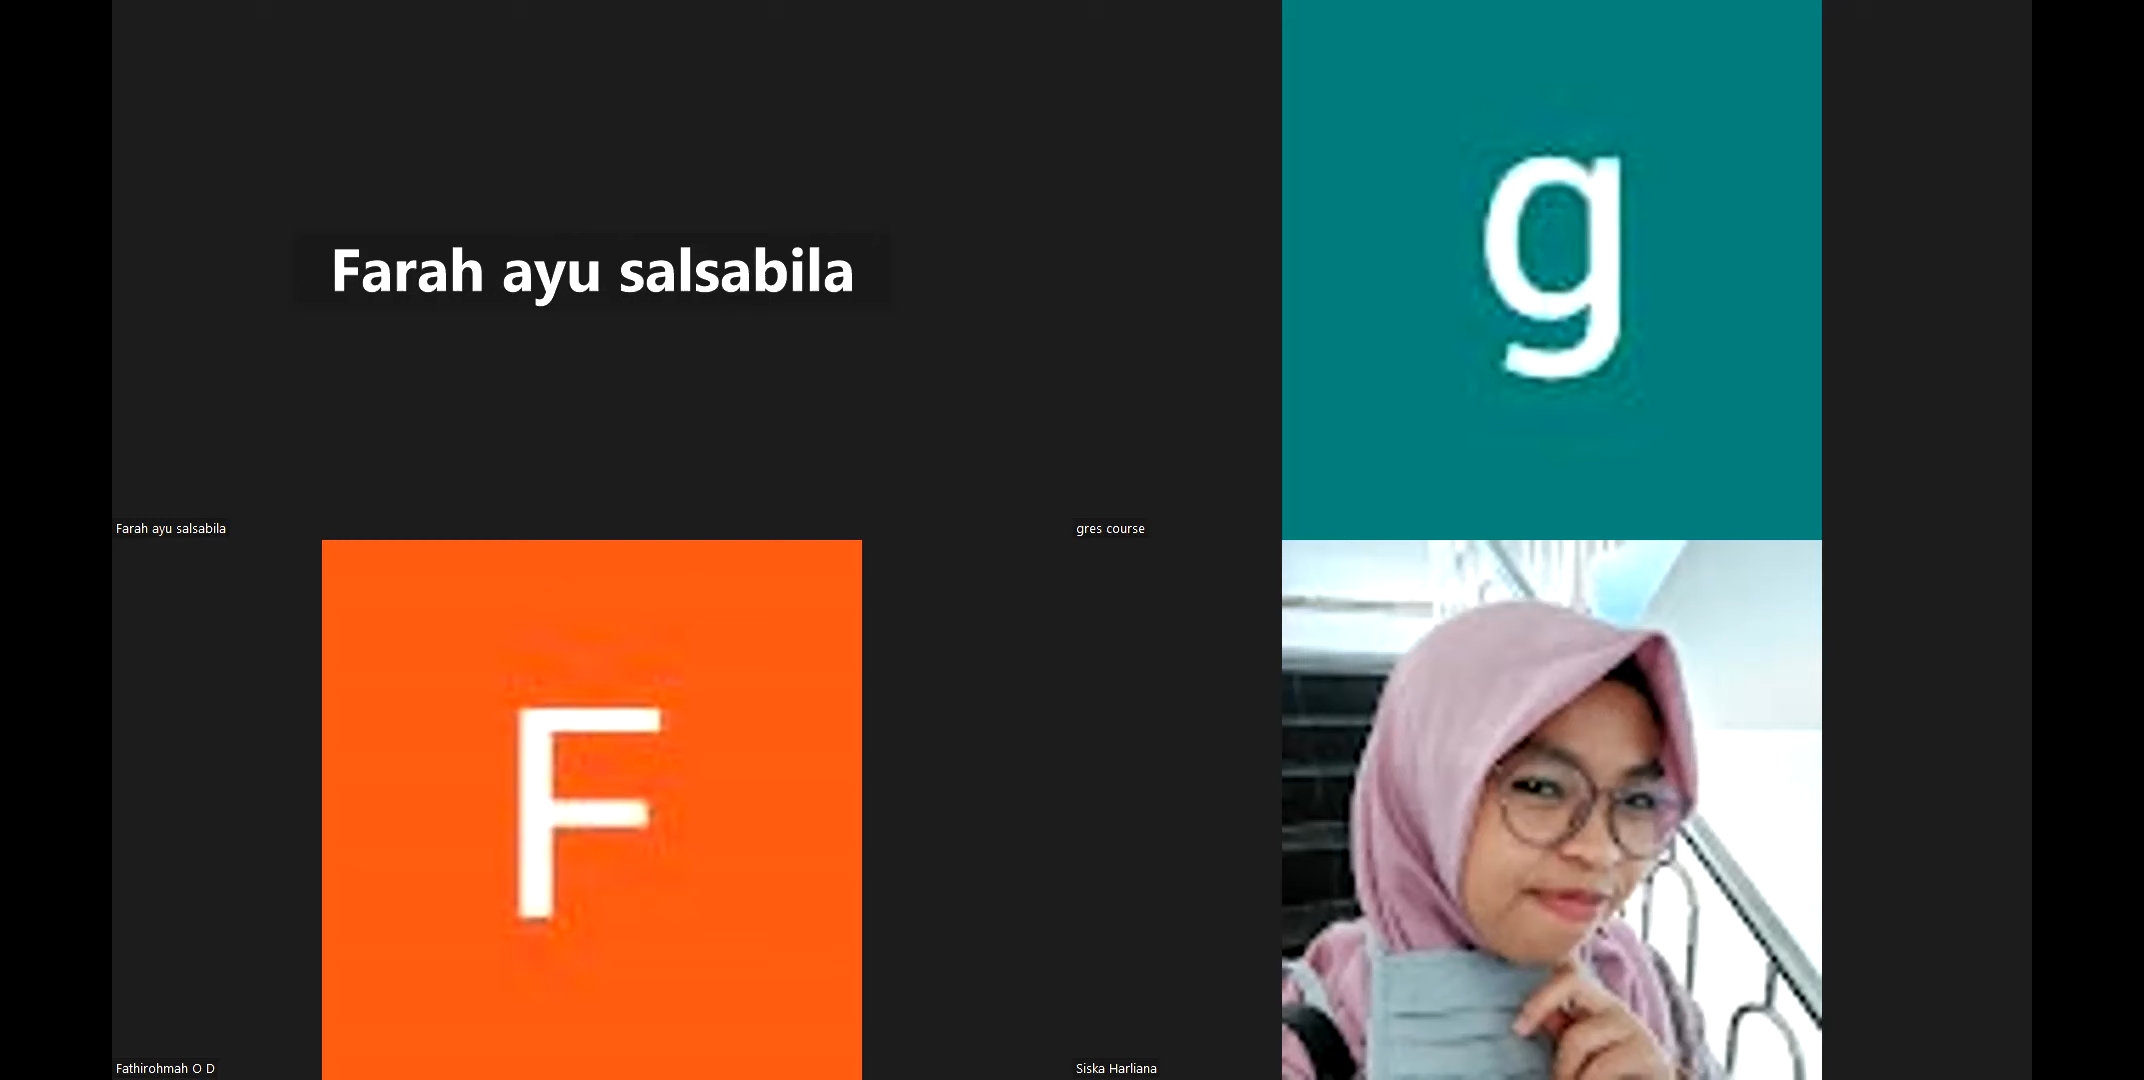 Farah ayu salsabila
g
Farah ayu salsabila
gres course
F
Fathirohmah O D
Siska Harliana